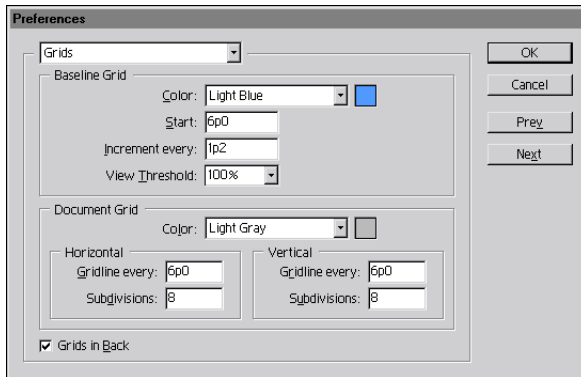 Preferences
Grids
OK
Baseline Grid
Cancel
Color: Light Blue
Start: 6p0
Prev
Increment every: 1p2
Next
View Threshold: 100%
Document Grid
Color: Light Gray
Horizontal
Vertical
Gridline every: 6p0
Gridline every: 6p0
Subdivisions: 8
Subdivisions: 8
Grids in Back